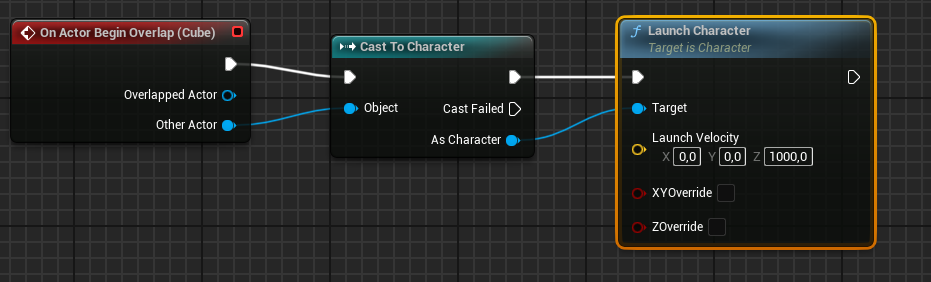 On Actor Begin Overlap (Cube)
Overlapped Actor
Other Actor
Cast To Character
Object
Cast Failed
As Character
f Launch Character
Target is Character
Target
Launch Velocity
X 0,0 Y 0,0 Z 1000,0
XYOverride
ZOverride